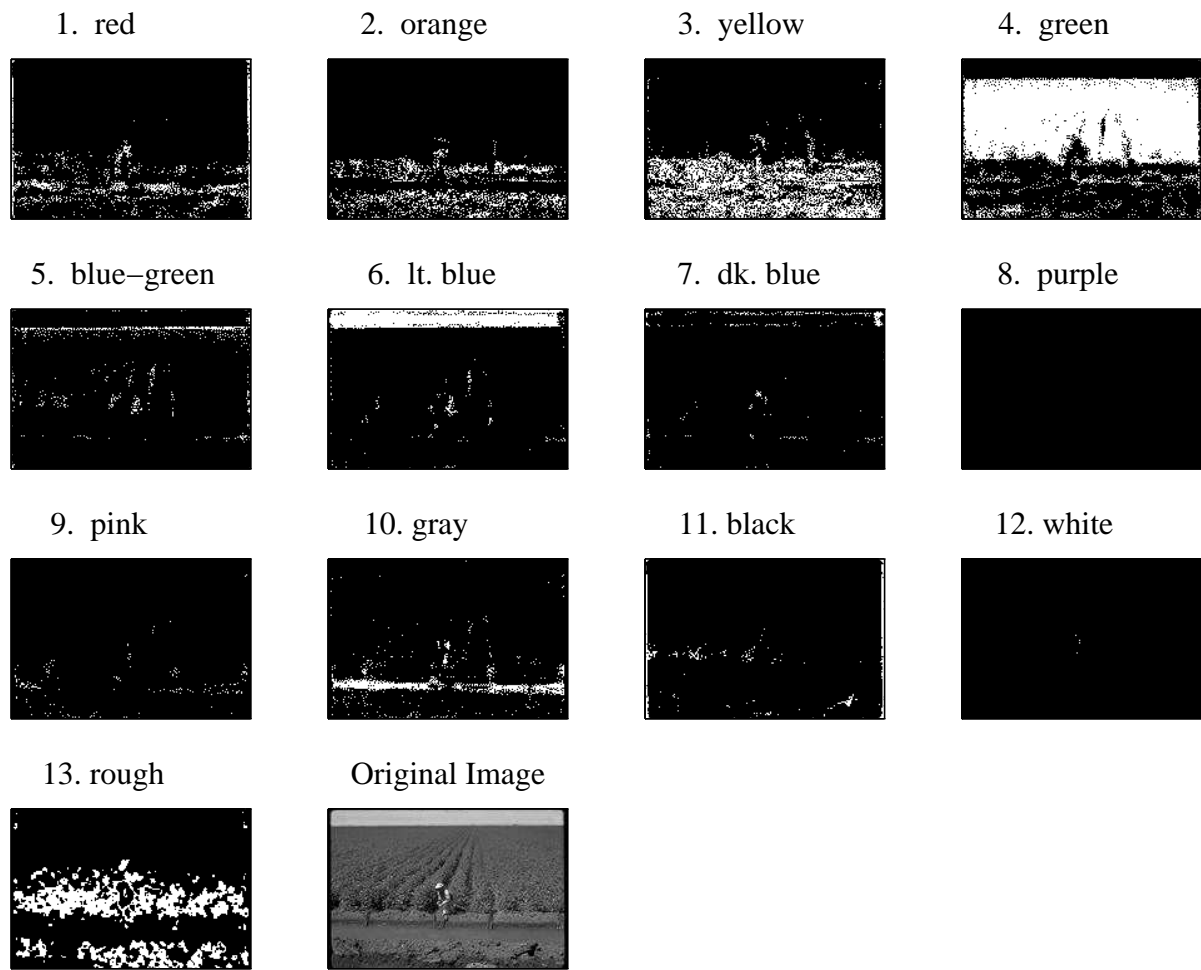 1. red
2. orange
3. yellow
4. green
5. blue−green
6. lt. blue
7. dk. blue
8. purple
9. pink
10. gray
11. black
12. white
13. rough
Original Image